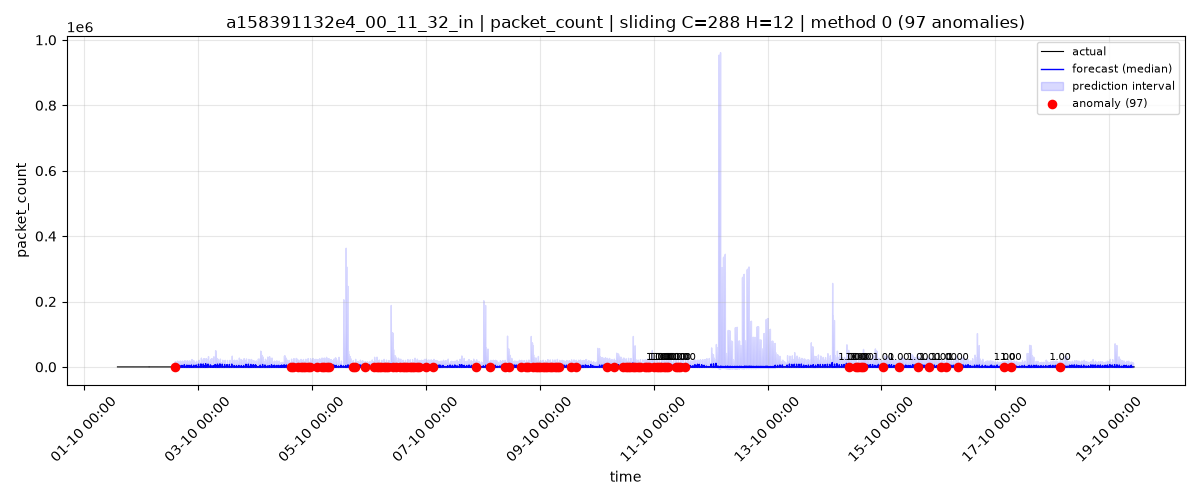 a158391132e4_00_11_32_in | packet_count | sliding C=288 H=12 | method 0 (97 anomalies)
1e6
1.0
0.8
0.6
0.4
0.2
0.0
packet_count
actual
forecast (median)
prediction interval
anomaly (97)
1.00
1.00
1.00
01-10 00:00
03-10 00:00
05-10 00:00
07-10 00:00
09-10 00:00
11-10 00:00
13-10 00:00
15-10 00:00
17-10 00:00
19-10 00:00
time